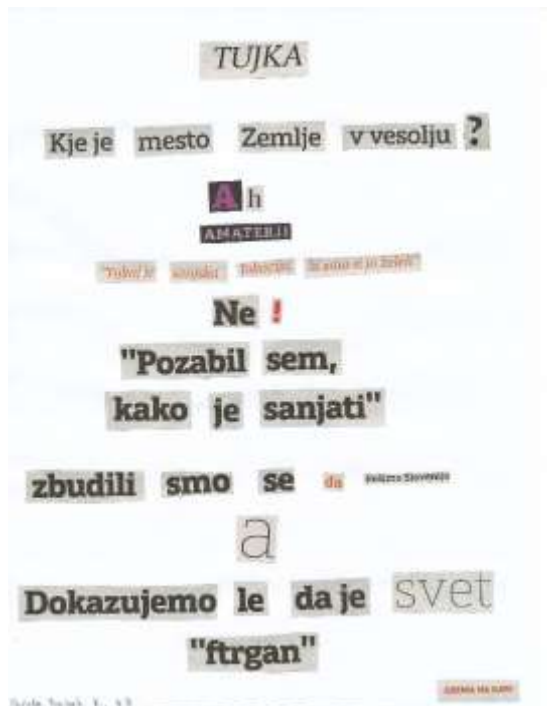 TUJKA
Kje je mesto Zemlje v vesolju ?
Ah
AMATERJI
Ne !
"Pozabil sem,
kako je sanjati"
zbudili smo se da
a
Dokazujemo le da je svet
"ftrgan"